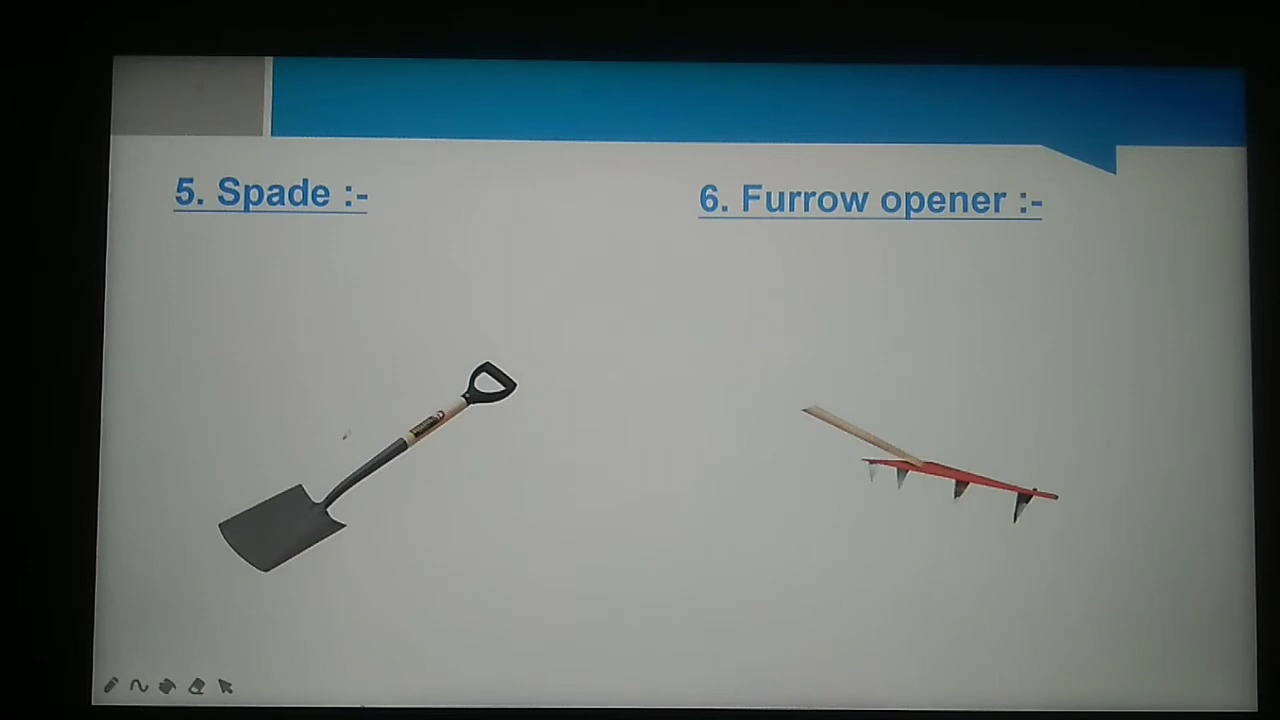 5. Spade :-
6. Furrow opener :-